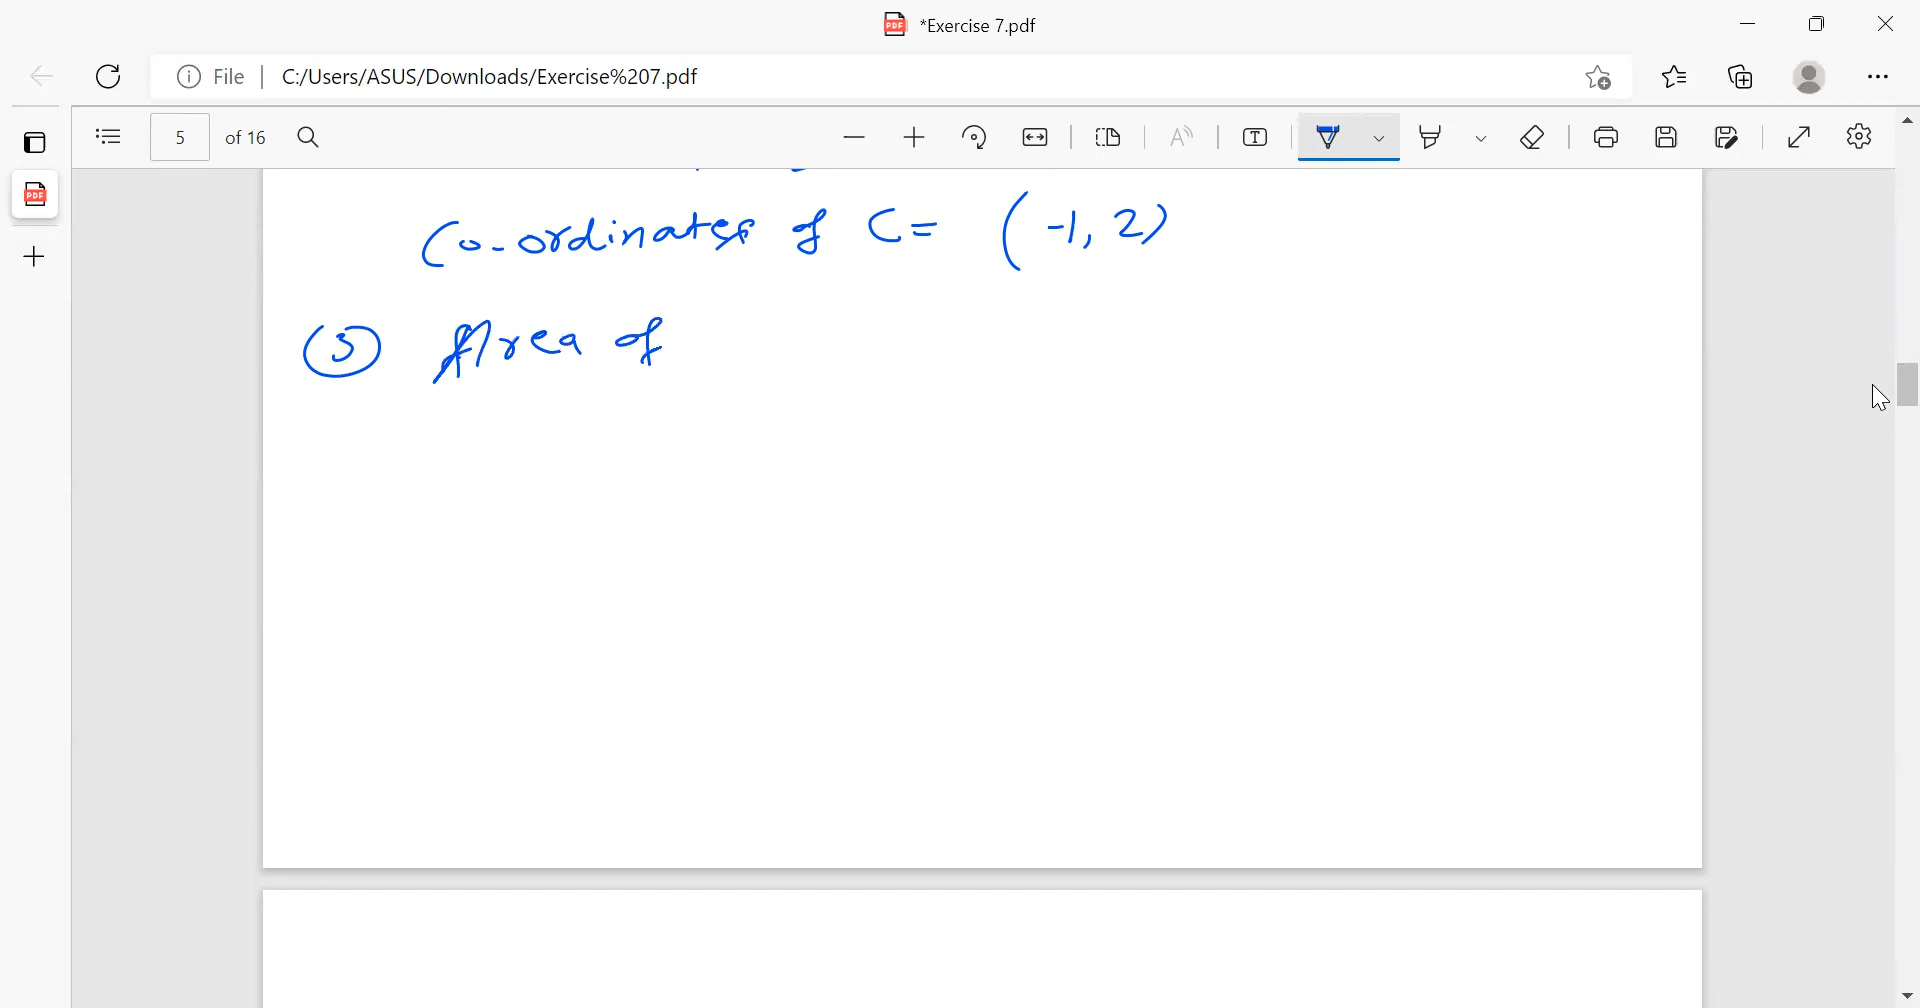 *Exercise 7.pdf
File | C:/Users/ASUS/Downloads/Exercise%207.pdf
5 of 16
Co-ordinates of C = (-1, 2)
Area of